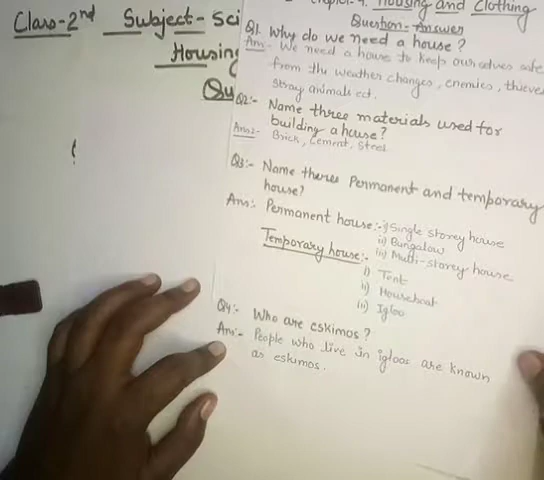 Class-2nd Subject- Sci
Housing
Qu
Chapter-4. Housing and Clothing
Question-Answer
Q1. Why do we need a house?
Ans- We need a house to keep ourselves safe
from the weather changes, enemies, thieve
stray animals ect.
Q2:- Name three materials used for
building a house?
Ans:- Brick, Cement, Steel
Q3:- Name theres Permanent and temporary
house?
Ans:- Permanent house:- i) Single storey house
ii) Bungalow
iii) Multi-storey house
Temporary house:-
i) Tent
ii) Houseboat
iii) Igloo
Q4:- Who are eskimos?
Ans:- People who live in igloos are known
as eskimos.